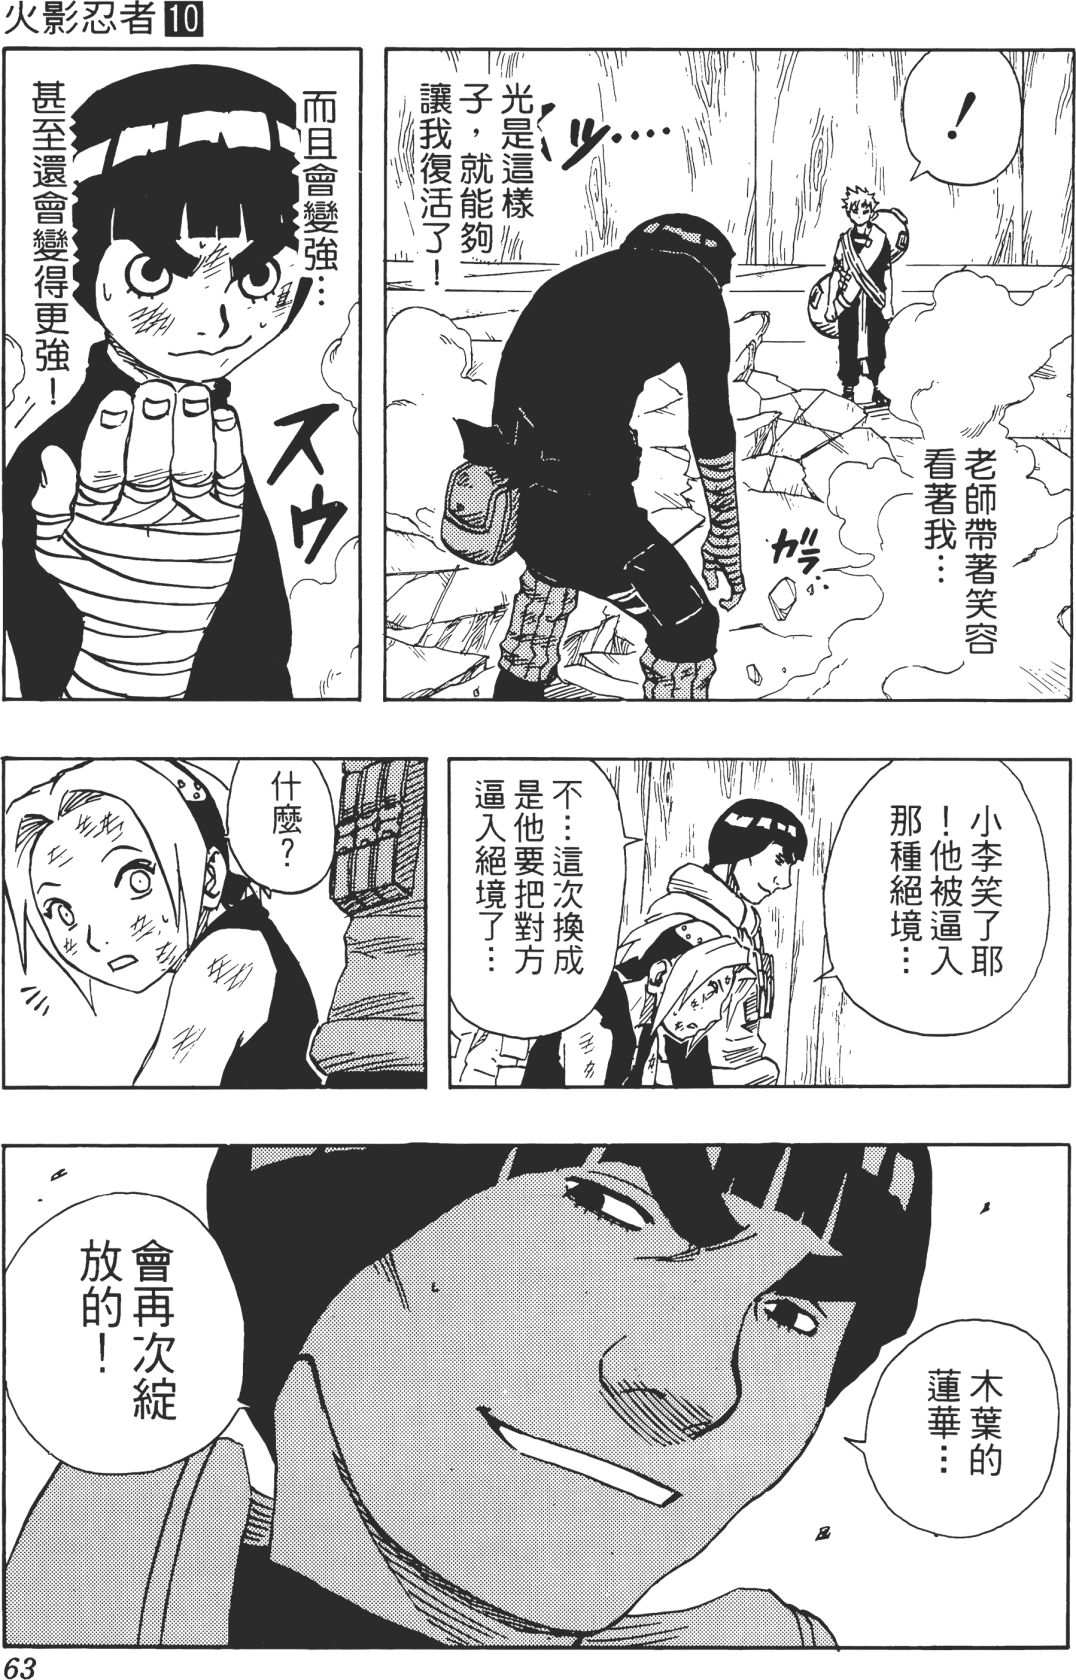 火影忍者10
！
老師帶著笑容
看著我…
光是這樣
子，就能夠
讓我復活了！
ッ……
ガラ…
而且會變強…
甚至還會變得更強！
スゥ
小李笑了耶
！他被逼入
那種絕境…
不…這次換成
是他要把對方
逼入絕境了…
什麼？
木葉的
蓮華…
會再次綻
放的！
63